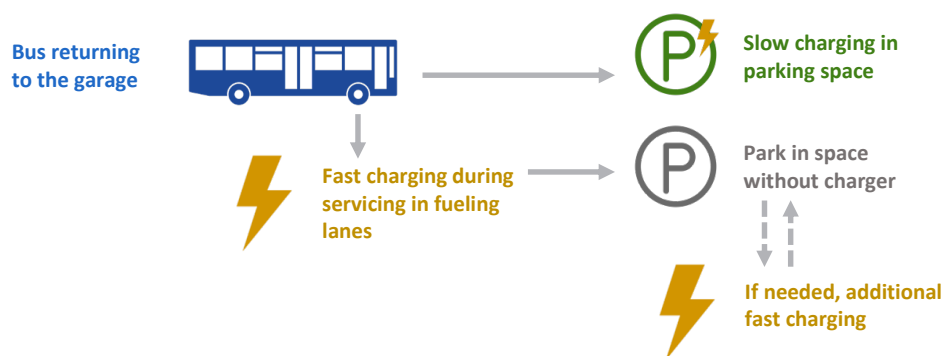 Bus returning
to the garage
P
Slow charging in
parking space
Fast charging during
servicing in fueling
lanes
P
Park in space
without charger
If needed, additional
fast charging